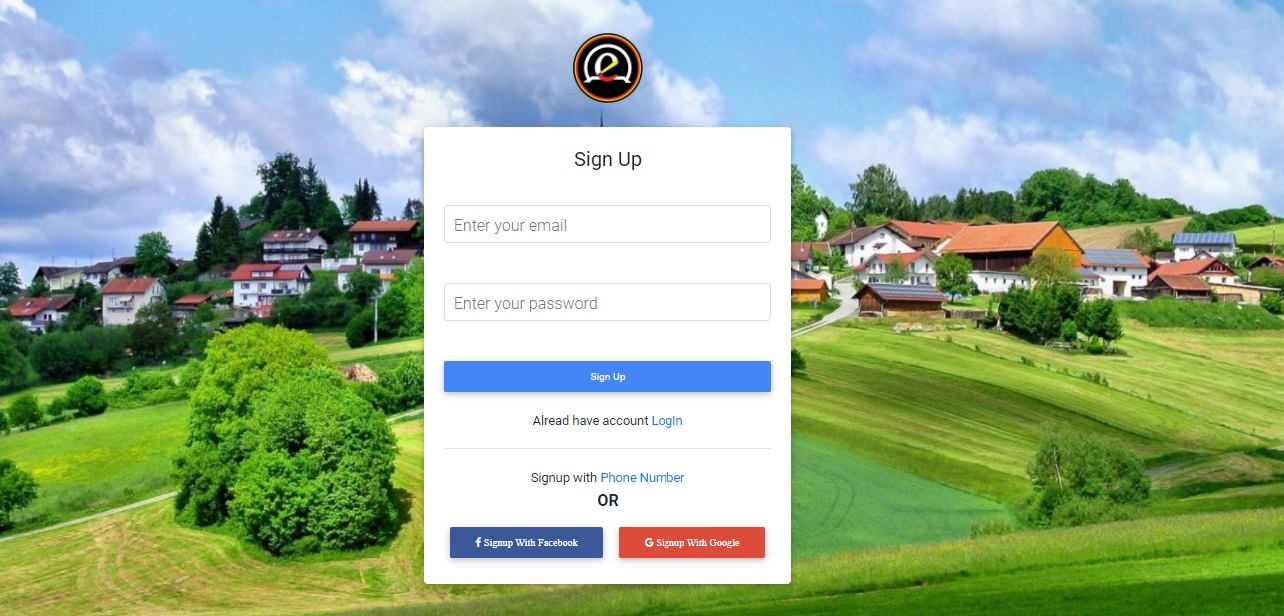 Sign Up
Enter your email
Enter your password
Sign Up
Alread have account LogIn
Signup with Phone Number
OR
Signup With Facebook
Signup With Google